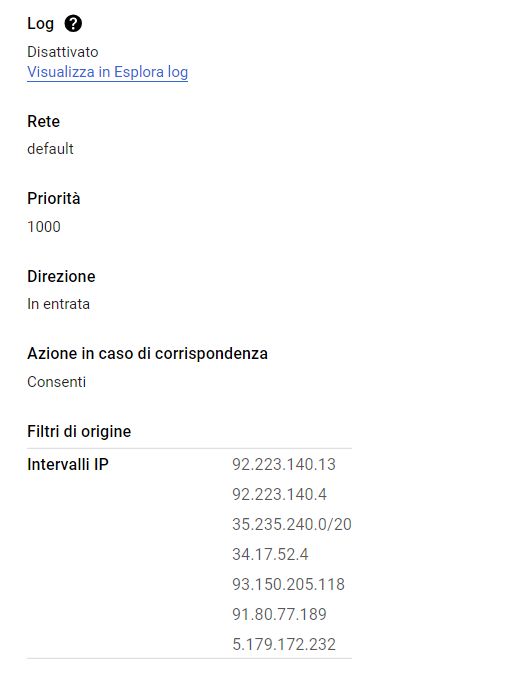 Log ?
Disattivato
Visualizza in Esplora log
Rete
default
Priorità
1000
Direzione
In entrata
Azione in caso di corrispondenza
Consenti
Filtri di origine
Intervalli IP 92.223.140.13
92.223.140.4
35.235.240.0/20
34.17.52.4
93.150.205.118
91.80.77.189
5.179.172.232